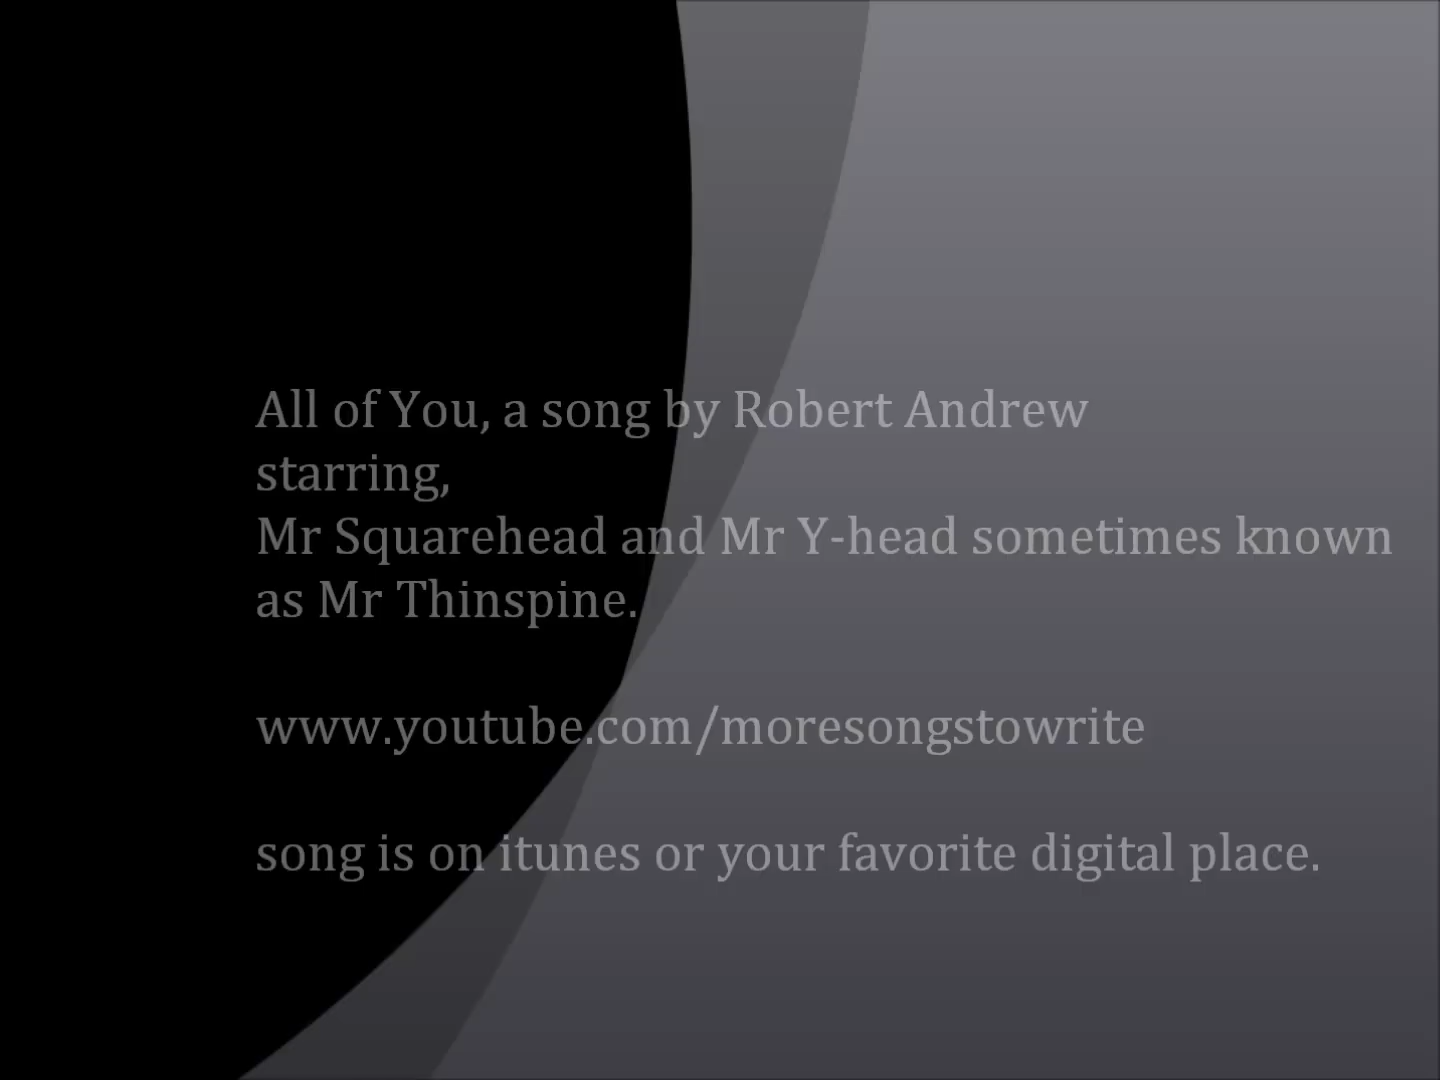 All of You, a song by Robert Andrew
starring,
Mr Squarehead and Mr Y-head sometimes known
as Mr Thinspine.
www.youtube.com/moresongstowrite
song is on itunes or your favorite digital place.